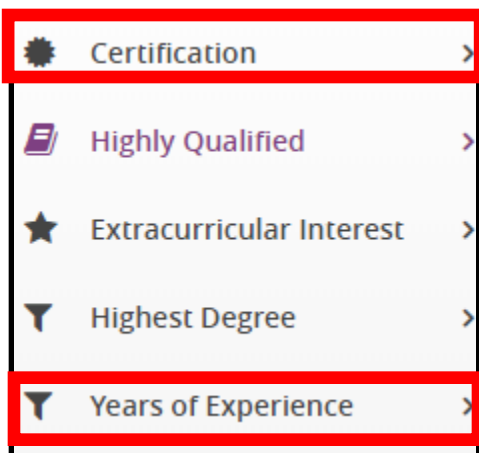 Certification
Highly Qualified
Extracurricular Interest
Highest Degree
Years of Experience